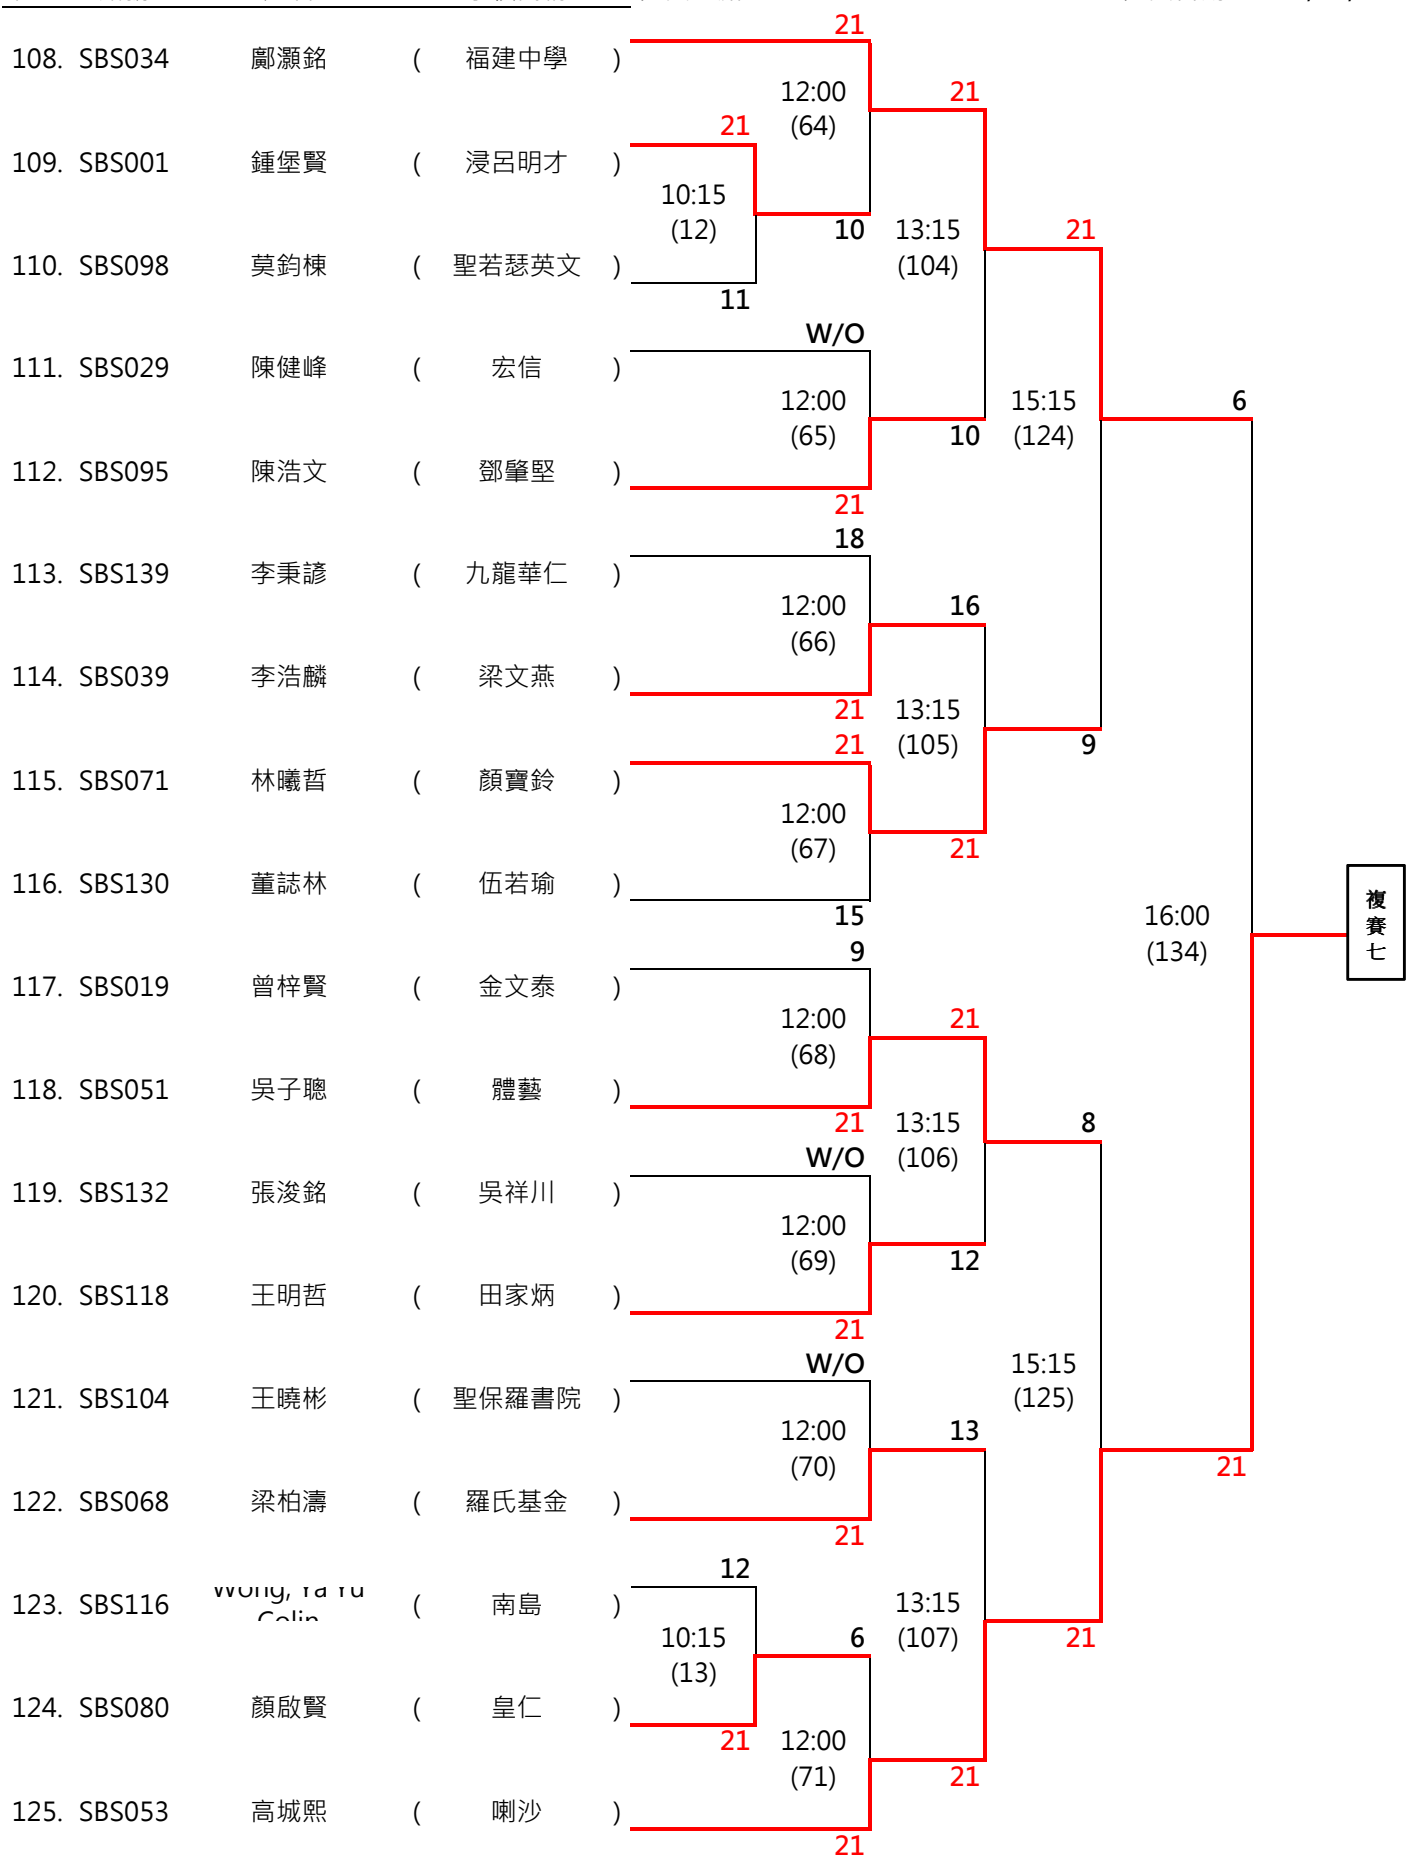 21
108. SBS034 鄺灝銘 ( 福建中學 )
12:00 21
21 (64)
109. SBS001 鍾堡賢 ( 浸呂明才 )
10:15
(12) 10 13:15 21
110. SBS098 莫鈞棟 ( 聖若瑟英文 ) (104)
11
W/O
111. SBS029 陳健峰 ( 宏信 )
12:00 15:15 6
(65) 10 (124)
112. SBS095 陳浩文 ( 鄧肇堅 )
21
18
113. SBS139 李秉諺 ( 九龍華仁 )
12:00 16
(66)
114. SBS039 李浩麟 ( 梁文燕 )
21 13:15
21 (105) 9
115. SBS071 林曦晢 ( 顏寶鈴 )
12:00
(67) 21
116. SBS130 董誌林 ( 伍若瑜 )
15 16:00
9 (134)
複賽七
117. SBS019 曾梓賢 ( 金文泰 )
12:00 21
(68)
118. SBS051 吳子聰 ( 體藝 )
21 13:15 8
W/O (106)
119. SBS132 張浚銘 ( 吳祥川 )
12:00
(69) 12
120. SBS118 王明哲 ( 田家炳 )
21
W/O 15:15
121. SBS104 王曉彬 ( 聖保羅書院 ) (125)
12:00 13
(70) 21
122. SBS068 梁柏濤 ( 羅氏基金 )
21
12
123. SBS116 Wong, Ya Yu Colin ( 南島 ) 13:15
10:15 6 (107) 21
(13)
124. SBS080 顏啟賢 ( 皇仁 )
21 12:00
(71) 21
125. SBS053 高城熙 ( 喇沙 )
21